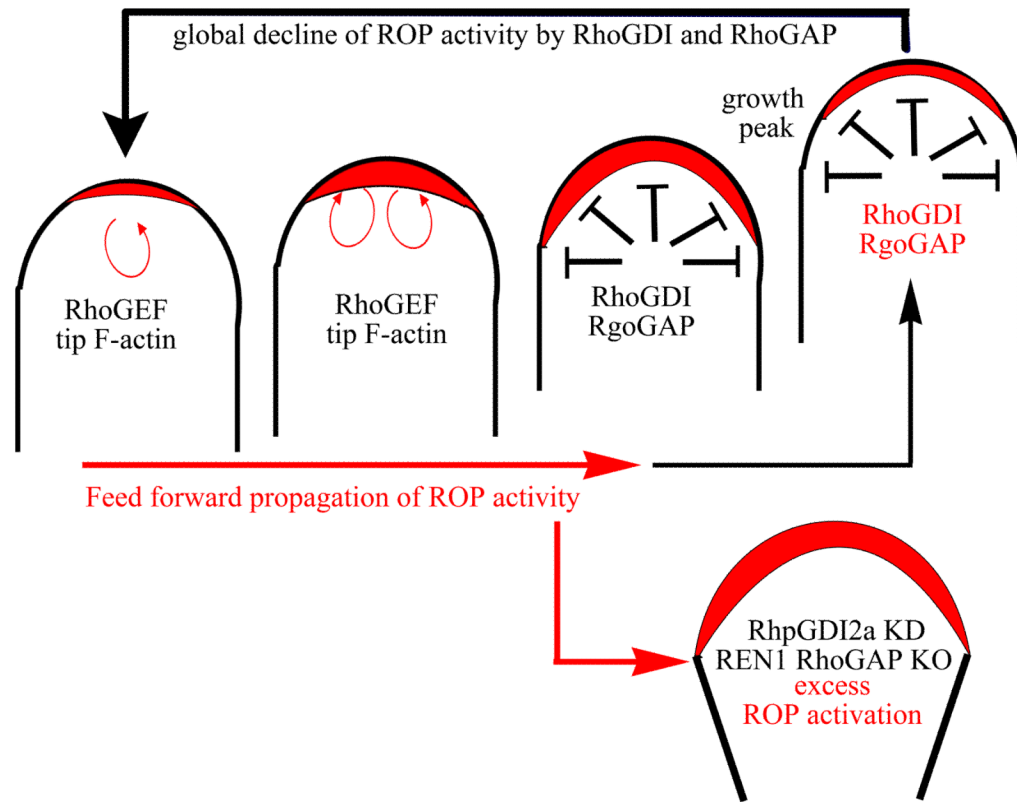 global decline of ROP activity by RhoGDI and RhoGAP
growth
peak
RhoGEF
tip F-actin
RhoGEF
tip F-actin
RhoGDI
RgoGAP
RhoGDI
RgoGAP
Feed forward propagation of ROP activity
RhpGDI2a KD
REN1 RhoGAP KO
excess
ROP activation